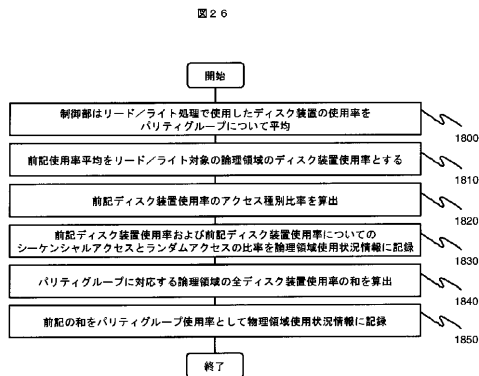 図２６
開始
制御部はリード／ライト処理で使用したディスク装置の使用率を
パリティグループについて平均
1800
前記使用率平均をリード／ライト対象の論理領域のディスク装置使用率とする
1810
前記ディスク装置使用率のアクセス種別比率を算出
1820
前記ディスク装置使用率および前記ディスク装置使用率についての
シーケンシャルアクセスとランダムアクセスの比率を論理領域使用状況情報に記録
1830
パリティグループに対応する論理領域の全ディスク装置使用率の和を算出
1840
前記の和をパリティグループ使用率として物理領域使用状況情報に記録
1850
終了